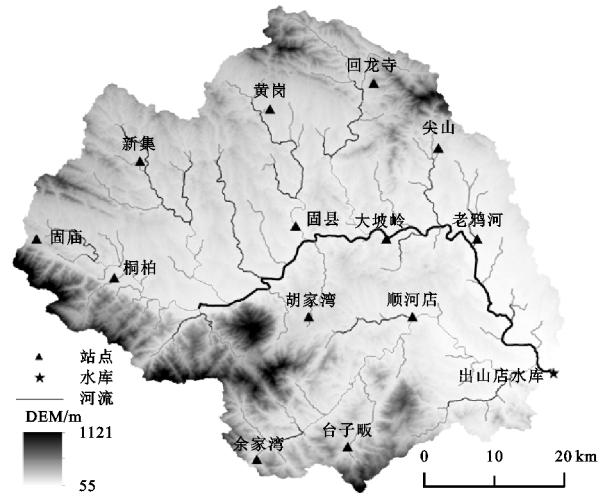 回龙寺
黄岗
尖山
新集
固县
大坡岭
老鸦河
固庙
桐柏
胡家湾
顺河店
站点
水库
河流
出山店水库
DEM/m
1121
55
余家湾
台子畈
0 10 20 km